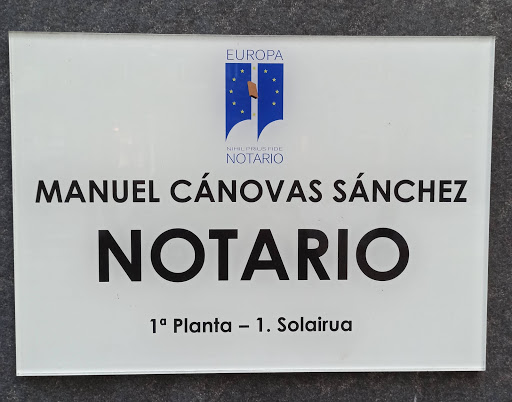 EUROPA
NIHIL PRIUS FIDE
NOTARIO
MANUEL CÁNOVAS SÁNCHEZ
NOTARIO
1ª Planta – 1. Solairua